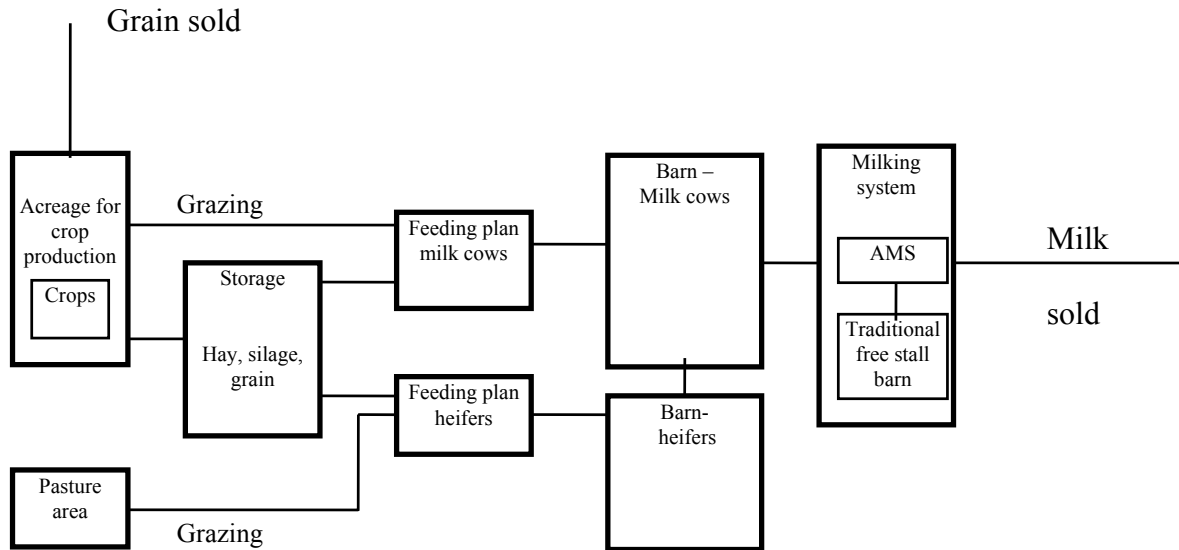 Grain sold
Acreage for
crop
production
Crops
Grazing
Storage
Hay, silage,
grain
Feeding plan
milk cows
Feeding plan
heifers
Pasture
area
Grazing
Barn –
Milk cows
Barn-
heifers
Milking
system
AMS
Traditional
free stall
barn
Milk
sold